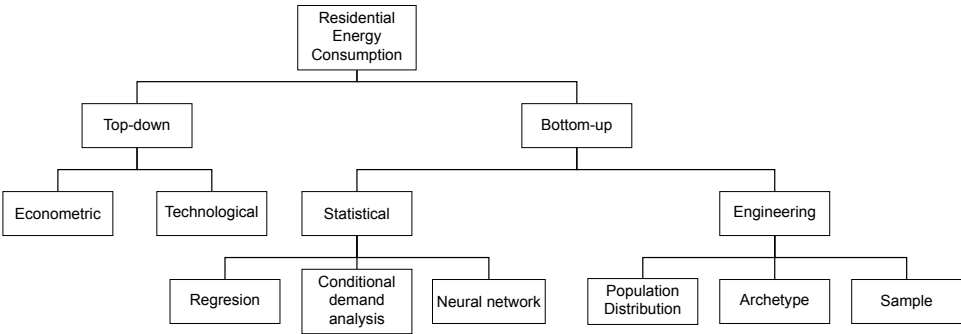 Residential
Energy
Consumption
Top-down
Bottom-up
Econometric
Technological
Statistical
Engineering
Regresion
Conditional
demand
analysis
Neural network
Population
Distribution
Archetype
Sample